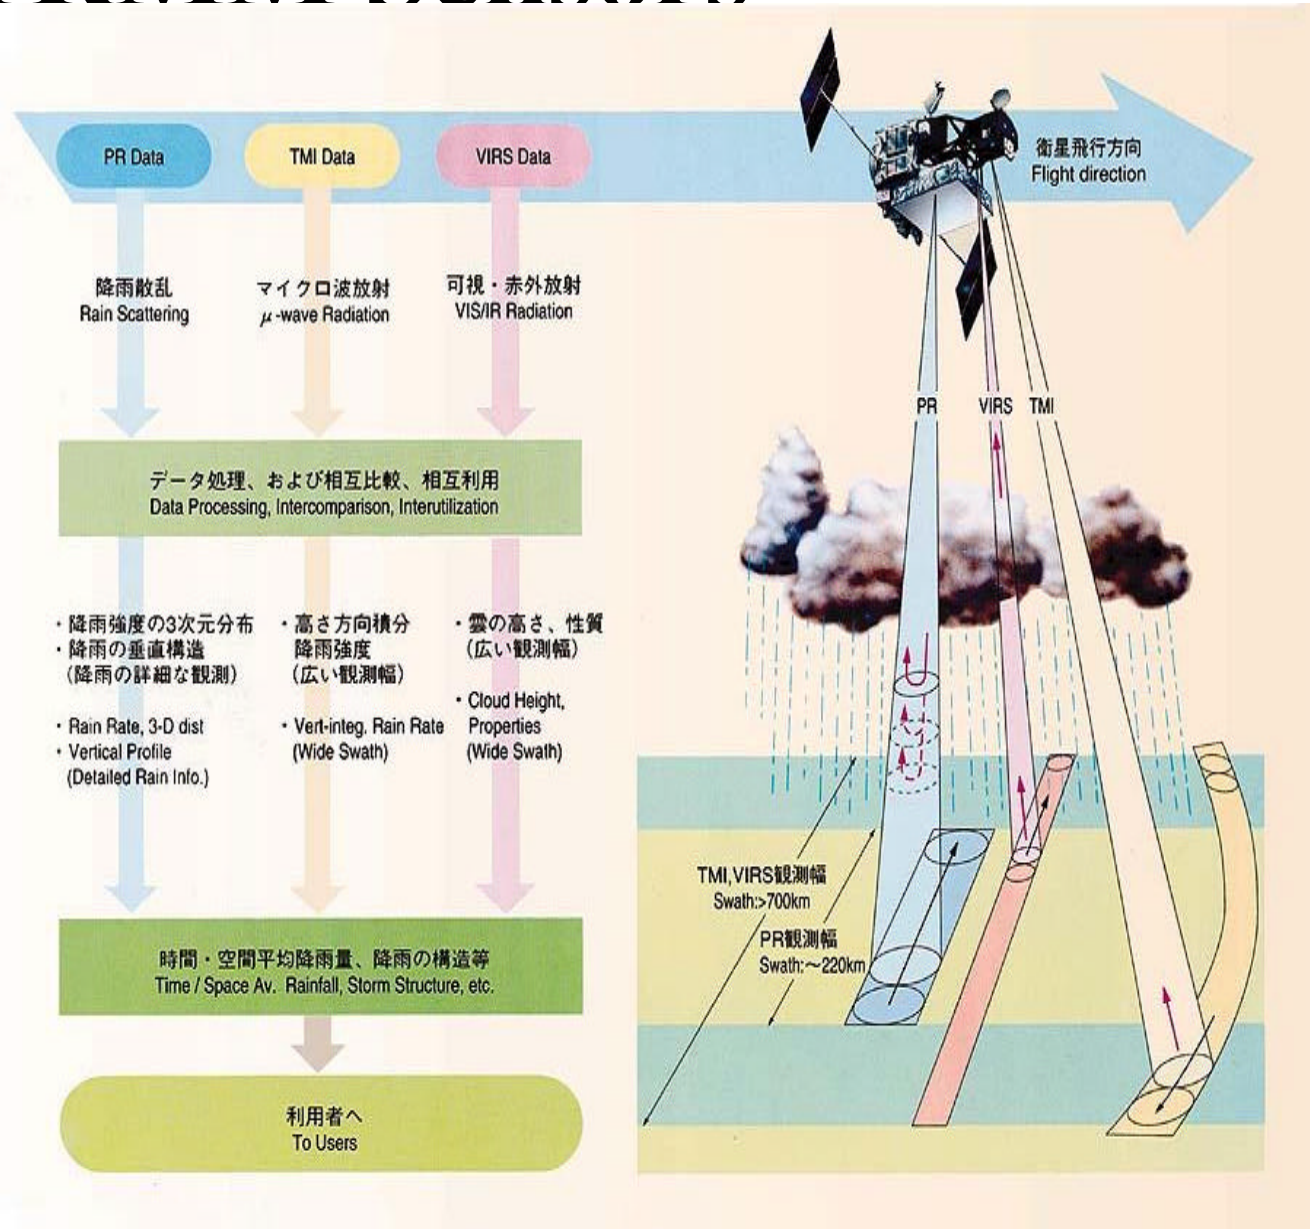 PR Data
TMI Data
VIRS Data
衛星飛行方向
Flight direction
降雨散乱
Rain Scattering
マイクロ波放射
μ-wave Radiation
可視・赤外放射
VIS/IR Radiation
PR
VIRS
TMI
データ処理、および相互比較、相互利用
Data Processing, Intercomparison, Interutilization
・降雨強度の3次元分布
・降雨の垂直構造
(降雨の詳細な観測)
・Rain Rate, 3-D dist
・Vertical Profile
(Detailed Rain Info.)
・高さ方向積分
降雨強度
(広い観測幅)
・Vert-integ. Rain Rate
(Wide Swath)
・雲の高さ、性質
(広い観測幅)
・Cloud Height,
Properties
(Wide Swath)
TMI,VIRS観測幅
Swath:>700km
PR観測幅
Swath:～220km
時間・空間平均降雨量、降雨の構造等
Time / Space Av. Rainfall, Storm Structure, etc.
利用者へ
To Users